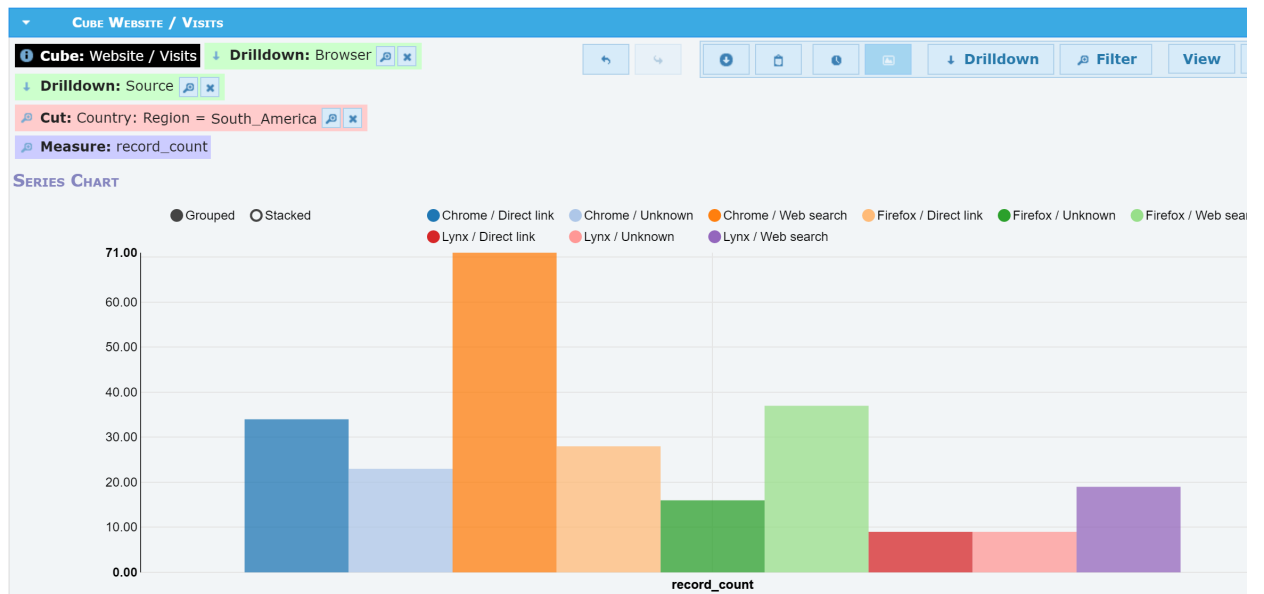 Cube Website / Visits
Cube: Website / Visits
Drilldown: Browser
Drilldown
Filter
View
Drilldown: Source
Cut: Country: Region = South_America
Measure: record_count
Series Chart
Grouped
Stacked
Chrome / Direct link
Chrome / Unknown
Chrome / Web search
Firefox / Direct link
Firefox / Unknown
Firefox / Web sear
Lynx / Direct link
Lynx / Unknown
Lynx / Web search
71.00
60.00
50.00
40.00
30.00
20.00
10.00
0.00
record_count